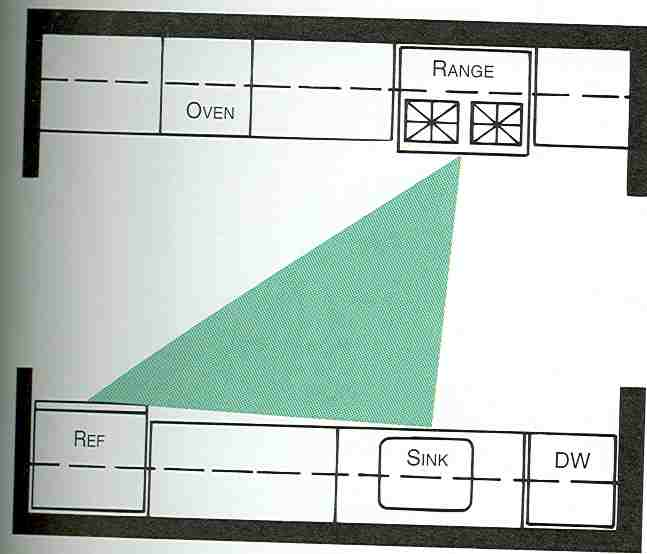 RANGE
OVEN
REF
SINK
DW